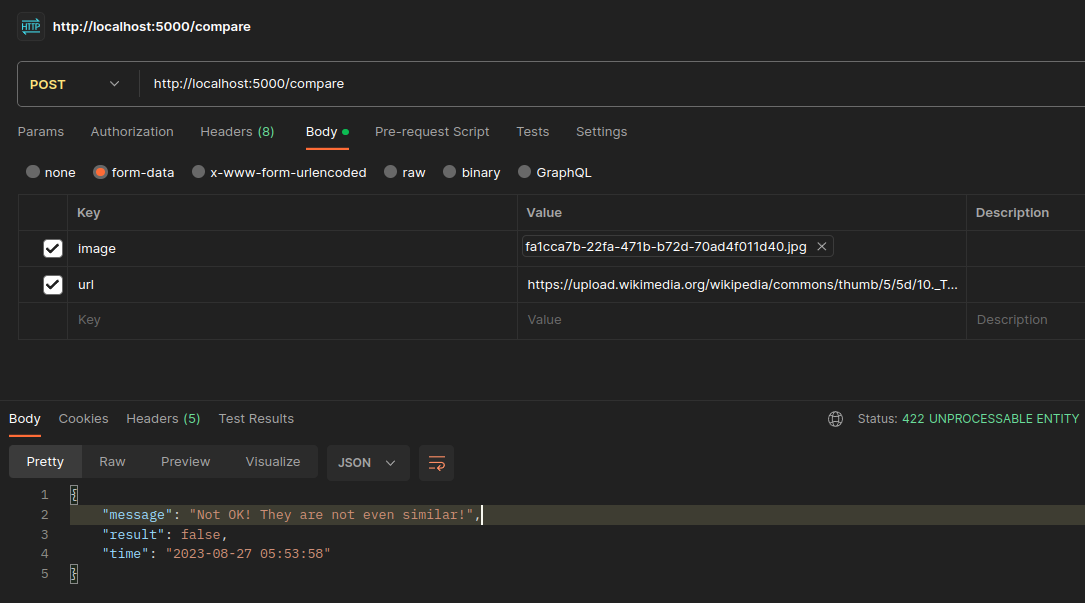 HTTP http://localhost:5000/compare
POST http://localhost:5000/compare
Params Authorization Headers (8) Body Pre-request Script Tests Settings
none form-data x-www-form-urlencoded raw binary GraphQL
Key Value Description
image fa1cca7b-22fa-471b-b72d-70ad4f011d40.jpg
url https://upload.wikimedia.org/wikipedia/commons/thumb/5/5d/10._T...
Key Value Description
Body Cookies Headers (5) Test Results Status: 422 UNPROCESSABLE ENTITY
Pretty Raw Preview Visualize JSON
1 {
2 "message": "Not OK! They are not even similar!",
3 "result": false,
4 "time": "2023-08-27 05:53:58"
5 }